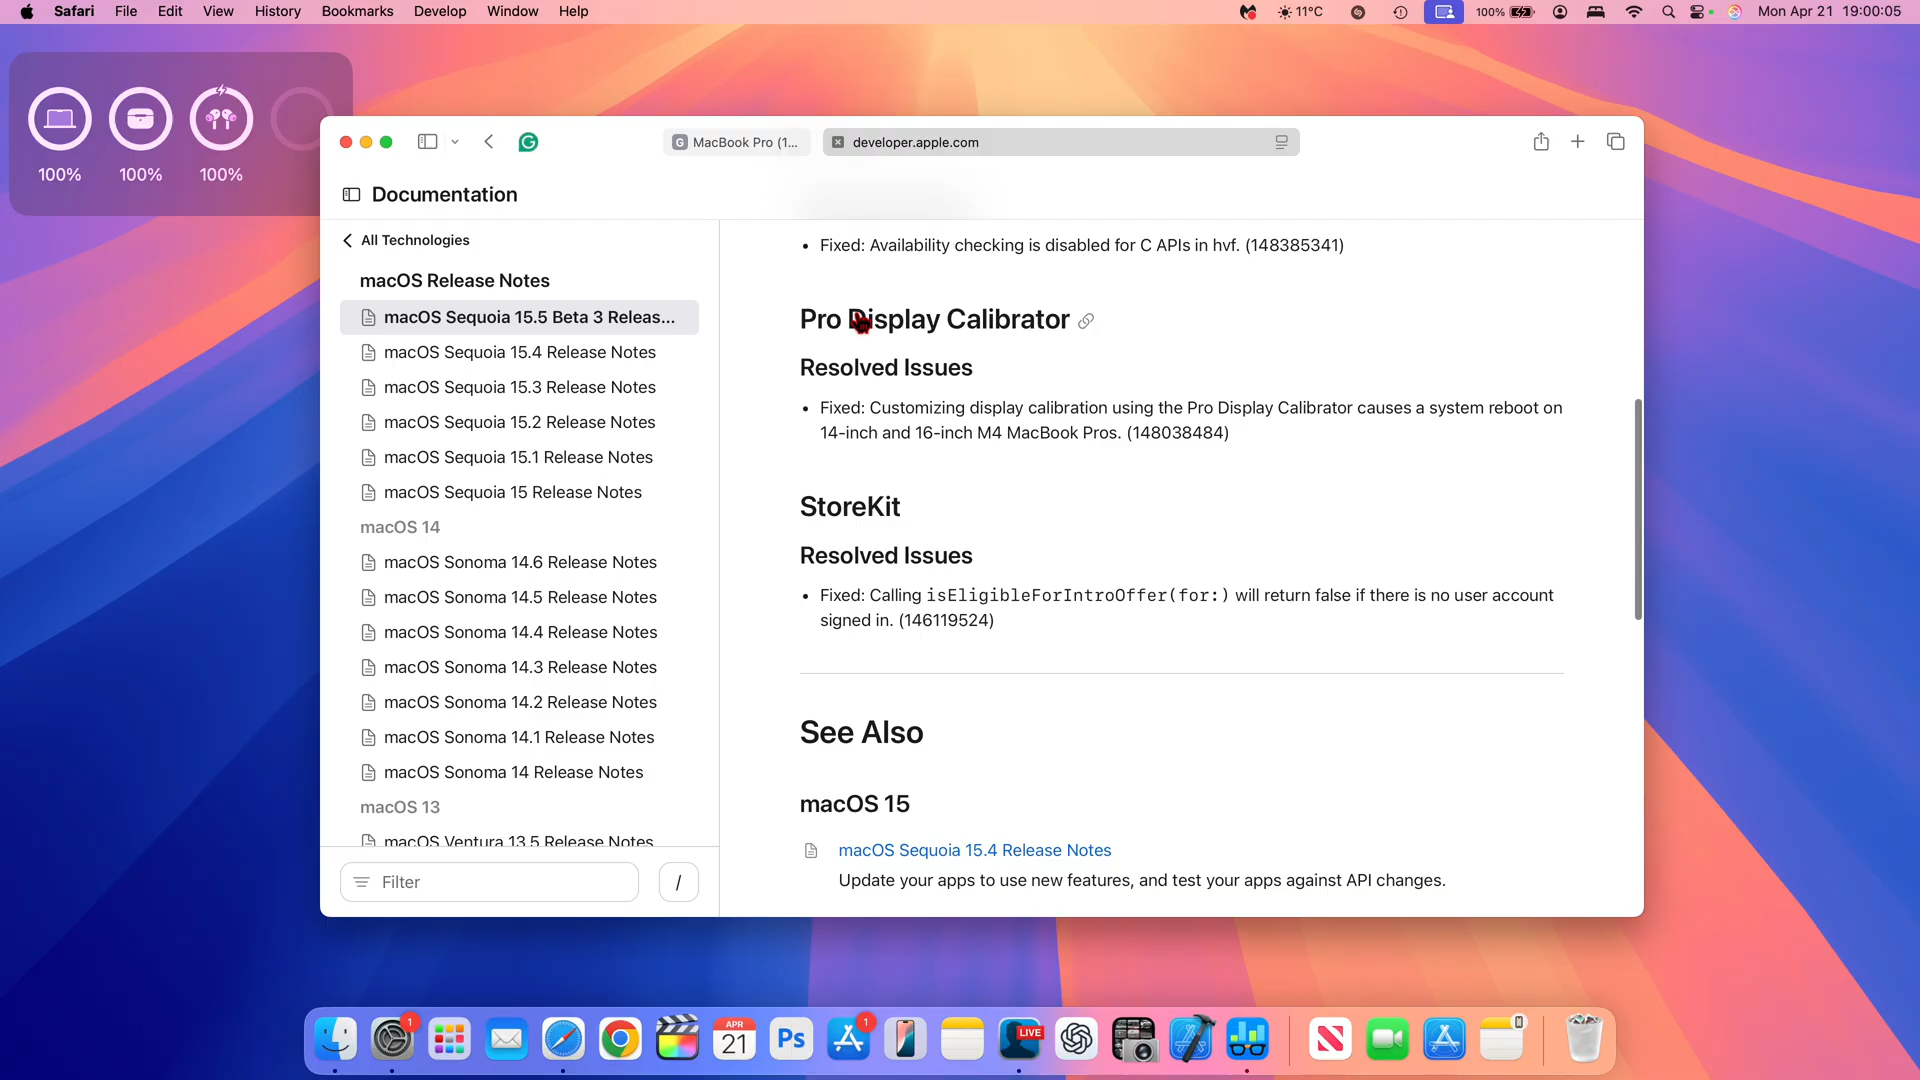 Safari File Edit View History Bookmarks Develop Window Help
11°C 100% Mon Apr 21 19:00:05
100% 100% 100%
MacBook Pro (1... developer.apple.com
Documentation
All Technologies
macOS Release Notes
macOS Sequoia 15.5 Beta 3 Releas...
macOS Sequoia 15.4 Release Notes
macOS Sequoia 15.3 Release Notes
macOS Sequoia 15.2 Release Notes
macOS Sequoia 15.1 Release Notes
macOS Sequoia 15 Release Notes
macOS 14
macOS Sonoma 14.6 Release Notes
macOS Sonoma 14.5 Release Notes
macOS Sonoma 14.4 Release Notes
macOS Sonoma 14.3 Release Notes
macOS Sonoma 14.2 Release Notes
macOS Sonoma 14.1 Release Notes
macOS Sonoma 14 Release Notes
macOS 13
macOS Ventura 13.5 Release Notes
Filter /
• Fixed: Availability checking is disabled for C APIs in hvf. (148385341)
Pro Display Calibrator
Resolved Issues
• Fixed: Customizing display calibration using the Pro Display Calibrator causes a system reboot on
14-inch and 16-inch M4 MacBook Pros. (148038484)
StoreKit
Resolved Issues
• Fixed: Calling isEligibleForIntroOffer(for:) will return false if there is no user account
signed in. (146119524)
See Also
macOS 15
macOS Sequoia 15.4 Release Notes
Update your apps to use new features, and test your apps against API changes.
1 APR 21 Ps 1 LIVE